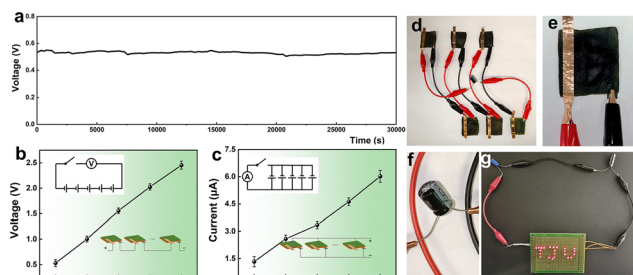 a
0.8
0.6
0.4
0.2
0.0
Voltage (V)
0
5000
10000
15000
20000
25000
30000
Time (s)
b
2.5
2.0
1.5
1.0
0.5
Voltage (V)
V
+
...
−
c
7.5
6.0
4.5
3.0
1.5
Current (μA)
A
...
+
−
d
e
f
g
TJU